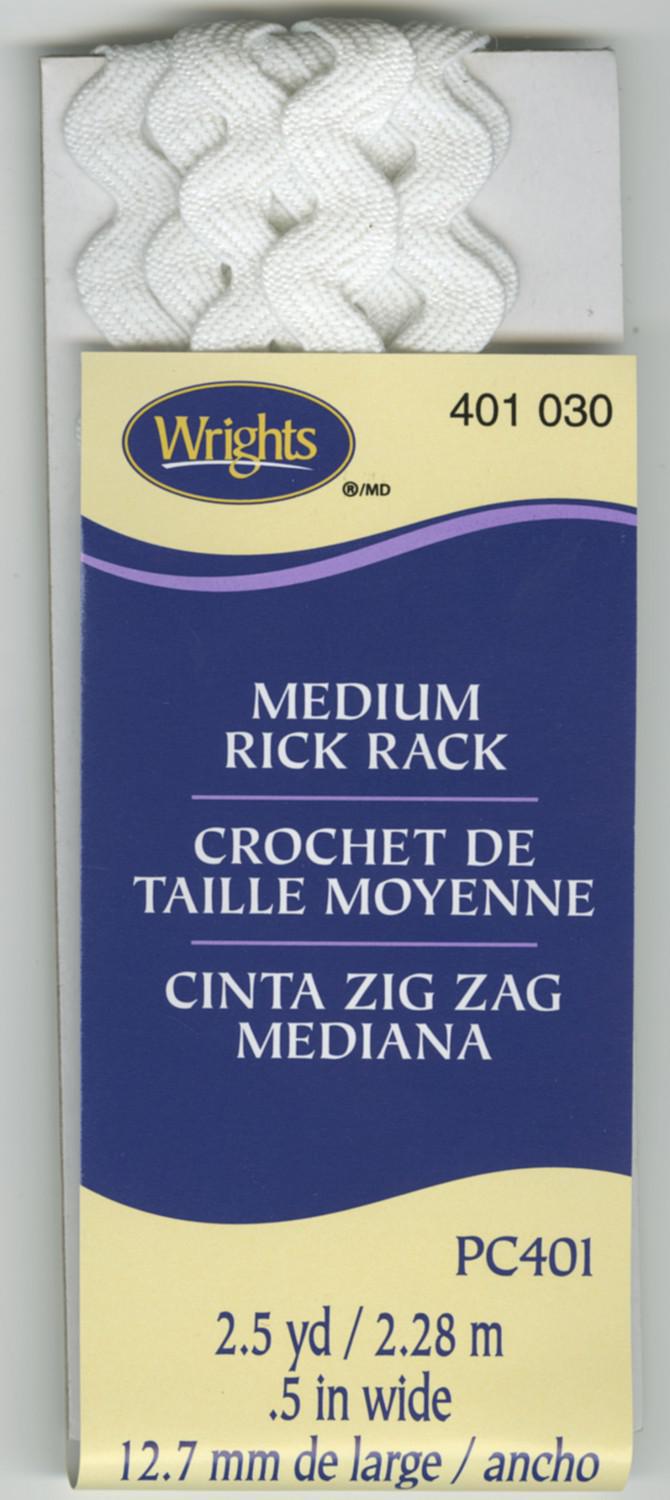 Wrights
®/MD
401 030
MEDIUM
RICK RACK
CROCHET DE
TAILLE MOYENNE
CINTA ZIG ZAG
MEDIANA
PC401
2.5 yd / 2.28 m
.5 in wide
12.7 mm de large / ancho